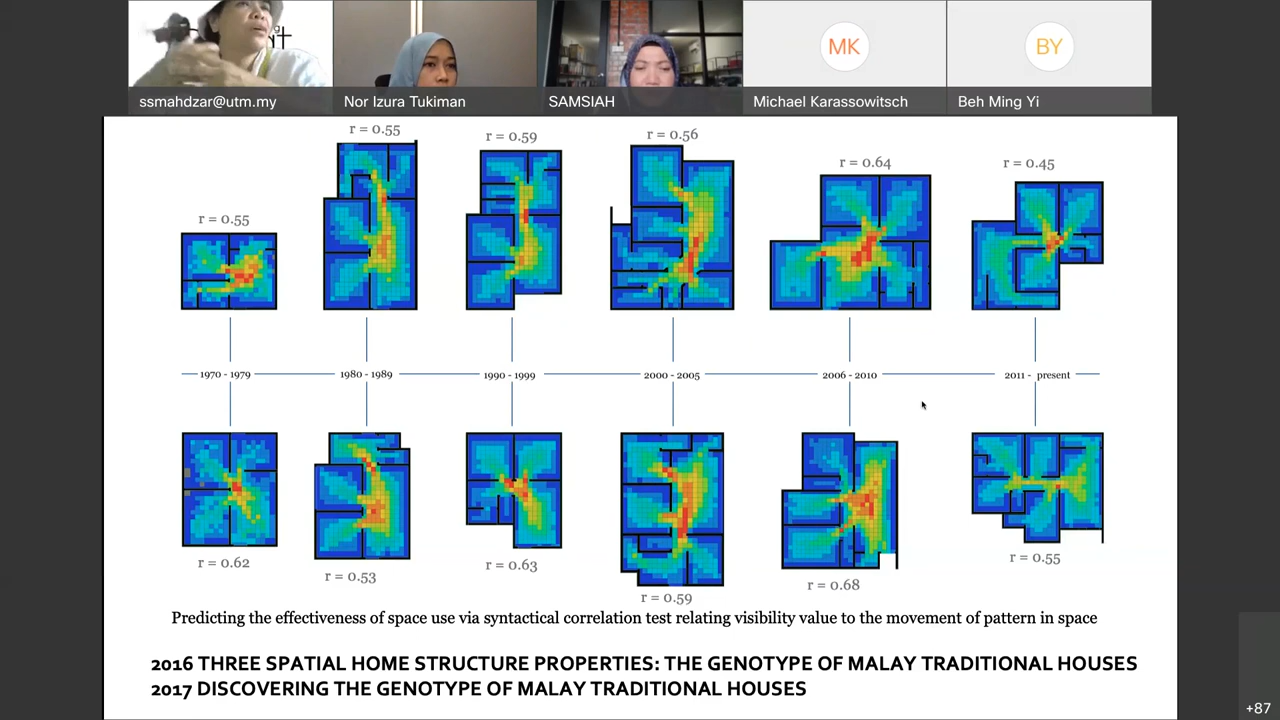 ssmahdzar@utm.my
Nor Izura Tukiman
SAMSIAH
MK
Michael Karassowitsch
BY
Beh Ming Yi
r = 0.55
r = 0.55
r = 0.59
r = 0.56
r = 0.64
r = 0.45
1970 - 1979
1980 - 1989
1990 - 1999
2000 - 2005
2006 - 2010
2011 - present
r = 0.62
r = 0.53
r = 0.63
r = 0.59
r = 0.68
r = 0.55
Predicting the effectiveness of space use via syntactical correlation test relating visibility value to the movement of pattern in space
2016 THREE SPATIAL HOME STRUCTURE PROPERTIES: THE GENOTYPE OF MALAY TRADITIONAL HOUSES
2017 DISCOVERING THE GENOTYPE OF MALAY TRADITIONAL HOUSES
+87